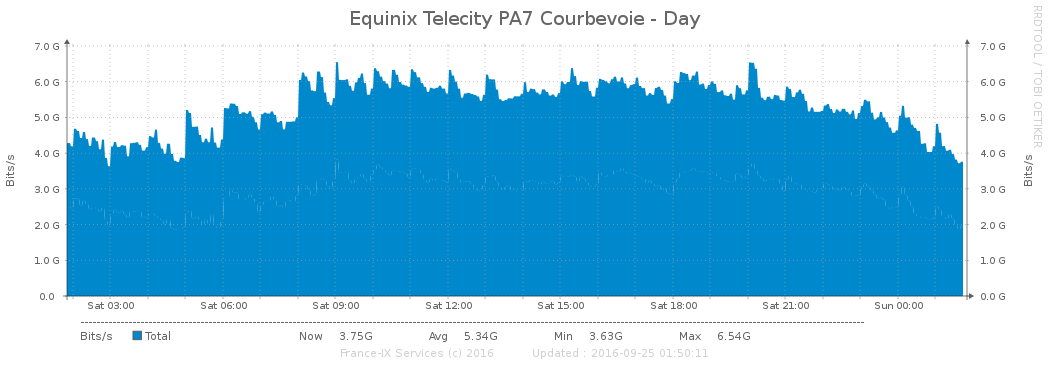 Equinix Telecity PA7 Courbevoie - Day
RRDTOOL / TOBI OETIKER
Bits/s
7.0 G
6.0 G
5.0 G
4.0 G
3.0 G
2.0 G
1.0 G
0.0
7.0 G
6.0 G
5.0 G
4.0 G
3.0 G
2.0 G
1.0 G
0.0 G
Bits/s
Sat 03:00 Sat 06:00 Sat 09:00 Sat 12:00 Sat 15:00 Sat 18:00 Sat 21:00 Sun 00:00
Bits/s Total Now 3.75G Avg 5.34G Min 3.63G Max 6.54G
France-IX Services (c) 2016 Updated : 2016-09-25 01:50:11